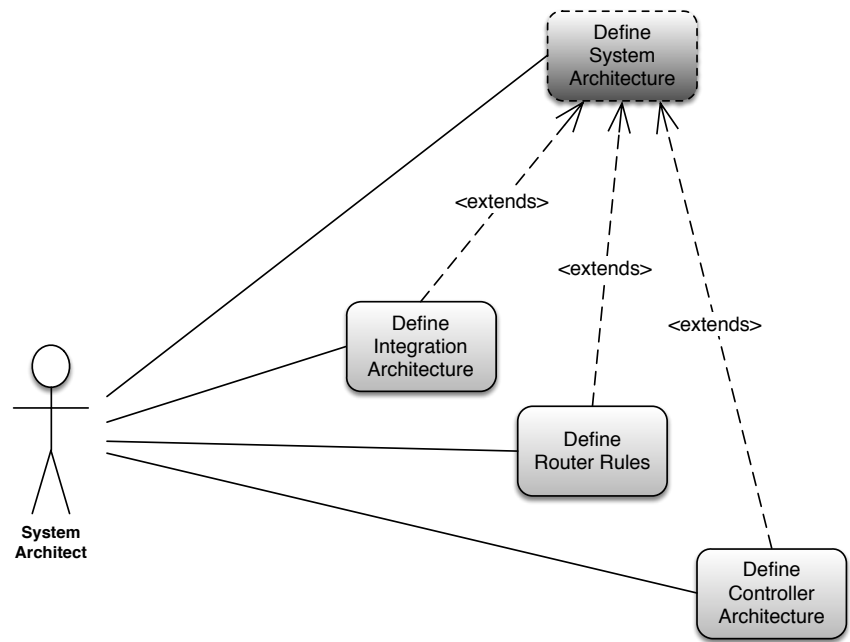 Define
System
Architecture
<extends>
<extends>
<extends>
Define
Integration
Architecture
Define
Router Rules
System
Architect
Define
Controller
Architecture